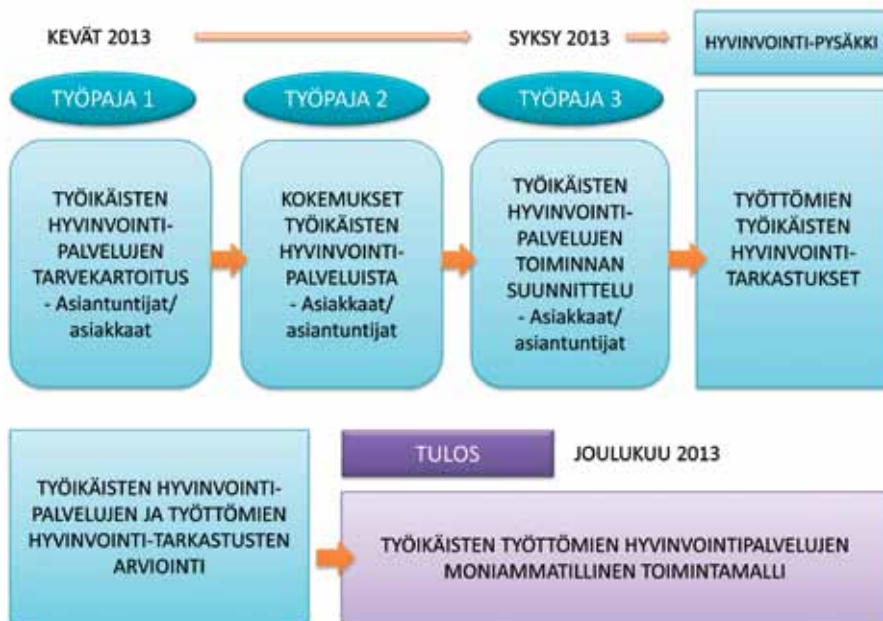 KEVÄT 2013
SYKSY 2013
HYVINVOINTI-PYSÄKKI
TYÖPAJA 1
TYÖPAJA 2
TYÖPAJA 3
TYÖIKÄISTEN
HYVINVOINTI-
PALVELUJEN
TARVEKARTOITUS
- Asiantuntijat/
asiakkaat
KOKEMUKSET
TYÖIKÄISTEN
HYVINVOINTI-
PALVELUISTA
- Asiakkaat/
asiantuntijat
TYÖIKÄISTEN
HYVINVOINTI-
PALVELUJEN
TOIMINNAN
SUUNNITTELU
- Asiakkaat/
asiantuntijat
TYÖTTÖMIEN
TYÖIKÄISTEN
HYVINVOINTI-
TARKASTUKSET
TYÖIKÄISTEN HYVINVOINTI-
PALVELUJEN JA TYÖTTÖMIEN
HYVINVOINTI-TARKASTUSTEN
ARVIOINTI
TULOS
JOULUKUU 2013
TYÖIKÄISTEN TYÖTTÖMIEN HYVINVOINTIPALVELUJEN
MONIAMMATILLINEN TOIMINTAMALLI